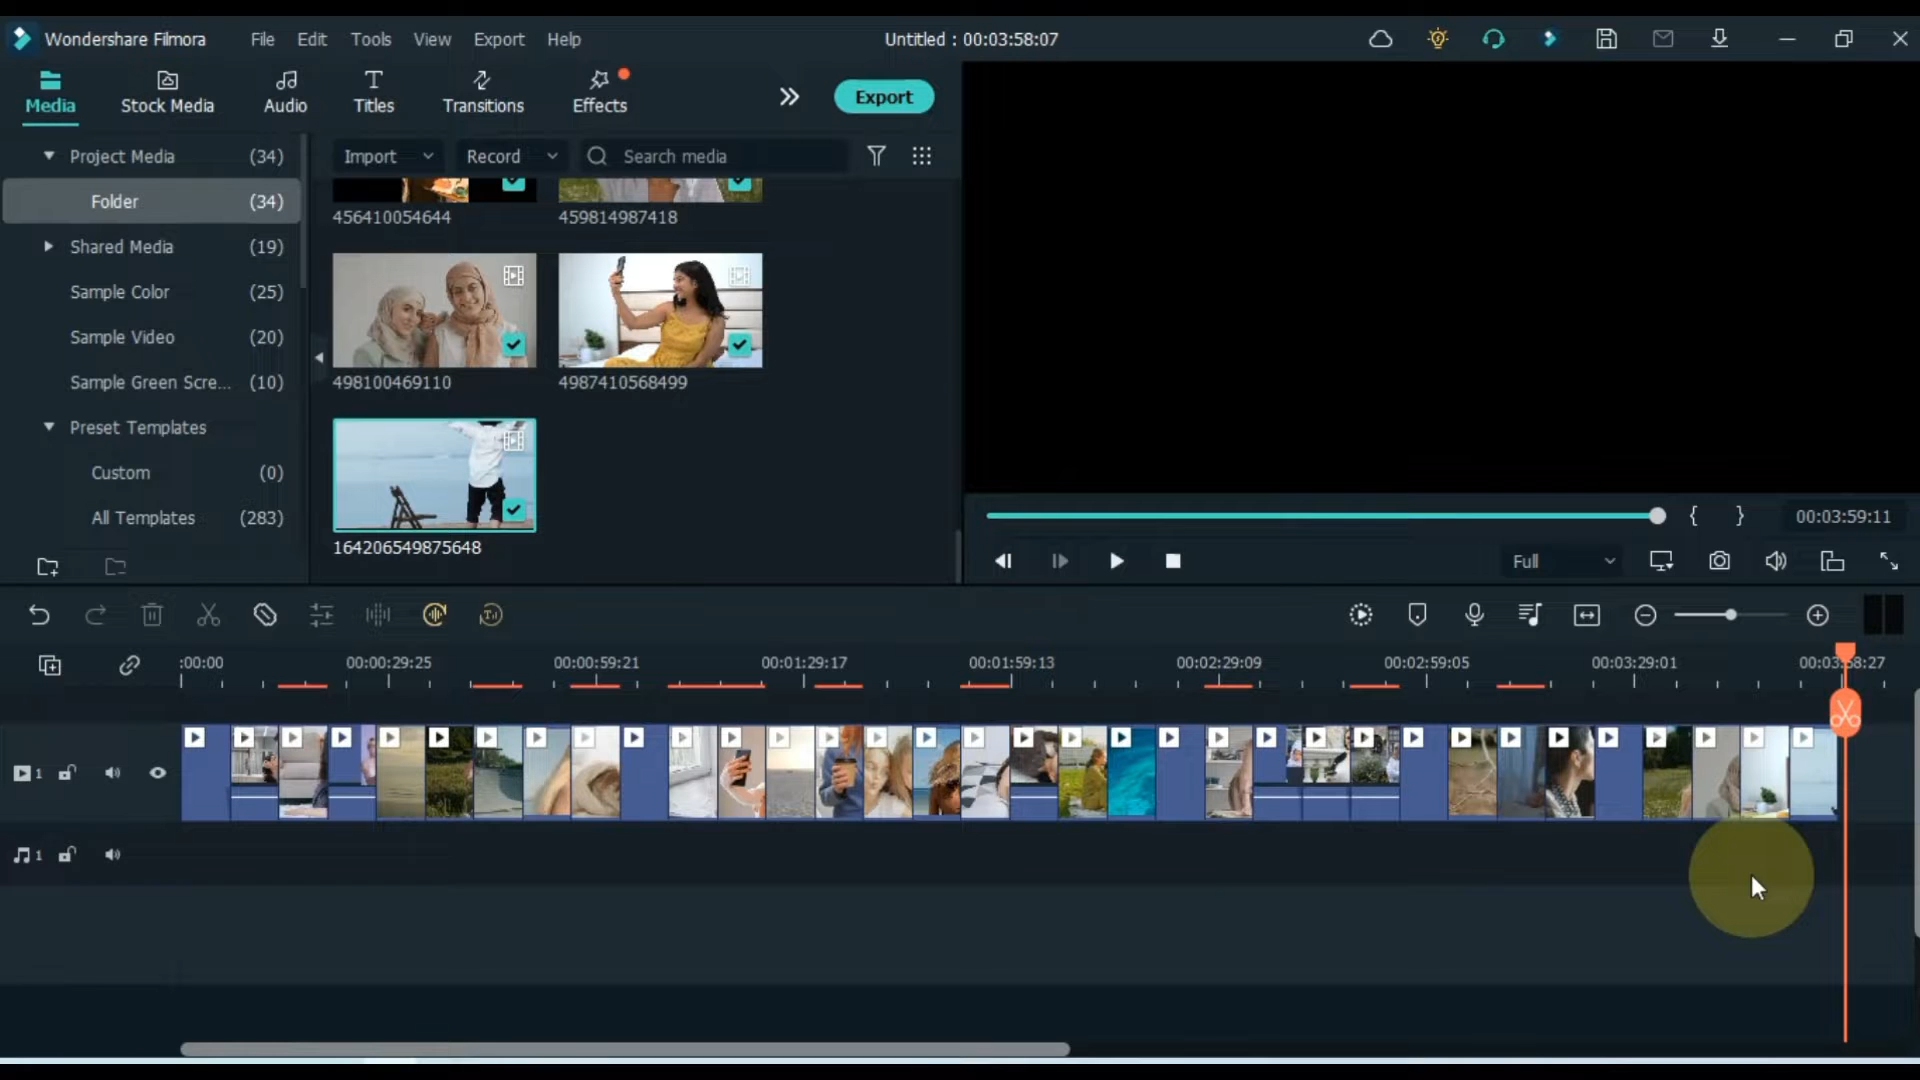 Wondershare Filmora File Edit Tools View Export Help Untitled : 00:03:58:07
Media Stock Media Audio Titles Transitions Effects Export
Project Media (34) Import Record Search media
Folder (34)
456410054644 459814987418
Shared Media (19)
Sample Color (25)
Sample Video (20)
Sample Green Scre... (10)
498100469110 4987410568499
Preset Templates
Custom (0)
All Templates (283)
00:03:59:11
164206549875648
Full
:00:00 00:00:29:25 00:00:59:21 00:01:29:17 00:01:59:13 00:02:29:09 00:02:59:05 00:03:29:01 00:03:58:27
1
1